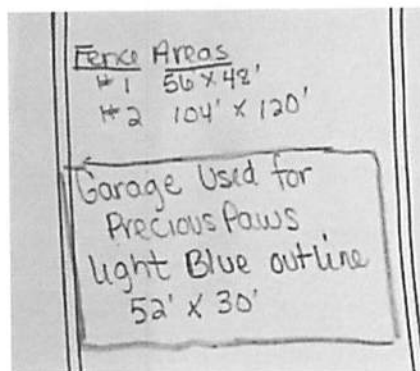 Fence Areas
#1 56 x 48'
#2 104' x 120'
Garage Used for
Precious Paws
light Blue outline
52' x 30'